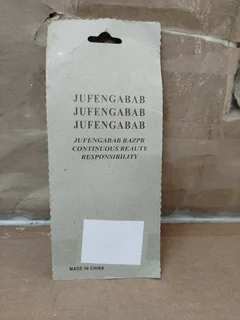 JUFENGABAB
JUFENGABAB
JUFENGABAB
JUFENGABAB RAZPR
CONTINUOUS REAUTY
RESPONSIBILITY
MADE IN CHINA